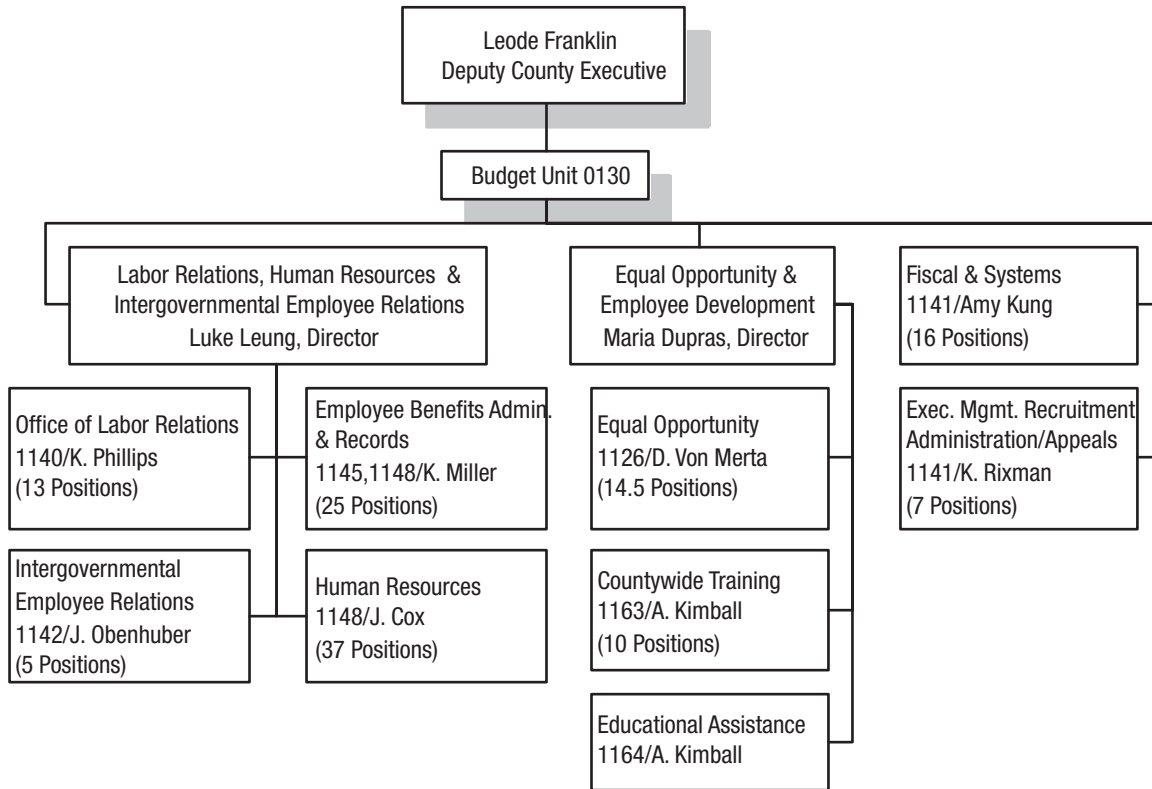 Leode Franklin
Deputy County Executive
Budget Unit 0130
Labor Relations, Human Resources &
Intergovernmental Employee Relations
Luke Leung, Director
Equal Opportunity &
Employee Development
Maria Dupras, Director
Fiscal & Systems
1141/Amy Kung
(16 Positions)
Office of Labor Relations
1140/K. Phillips
(13 Positions)
Employee Benefits Admin.
& Records
1145,1148/K. Miller
(25 Positions)
Equal Opportunity
1126/D. Von Merta
(14.5 Positions)
Exec. Mgmt. Recruitment
Administration/Appeals
1141/K. Rixman
(7 Positions)
Intergovernmental
Employee Relations
1142/J. Obenhuber
(5 Positions)
Human Resources
1148/J. Cox
(37 Positions)
Countywide Training
1163/A. Kimball
(10 Positions)
Educational Assistance
1164/A. Kimball